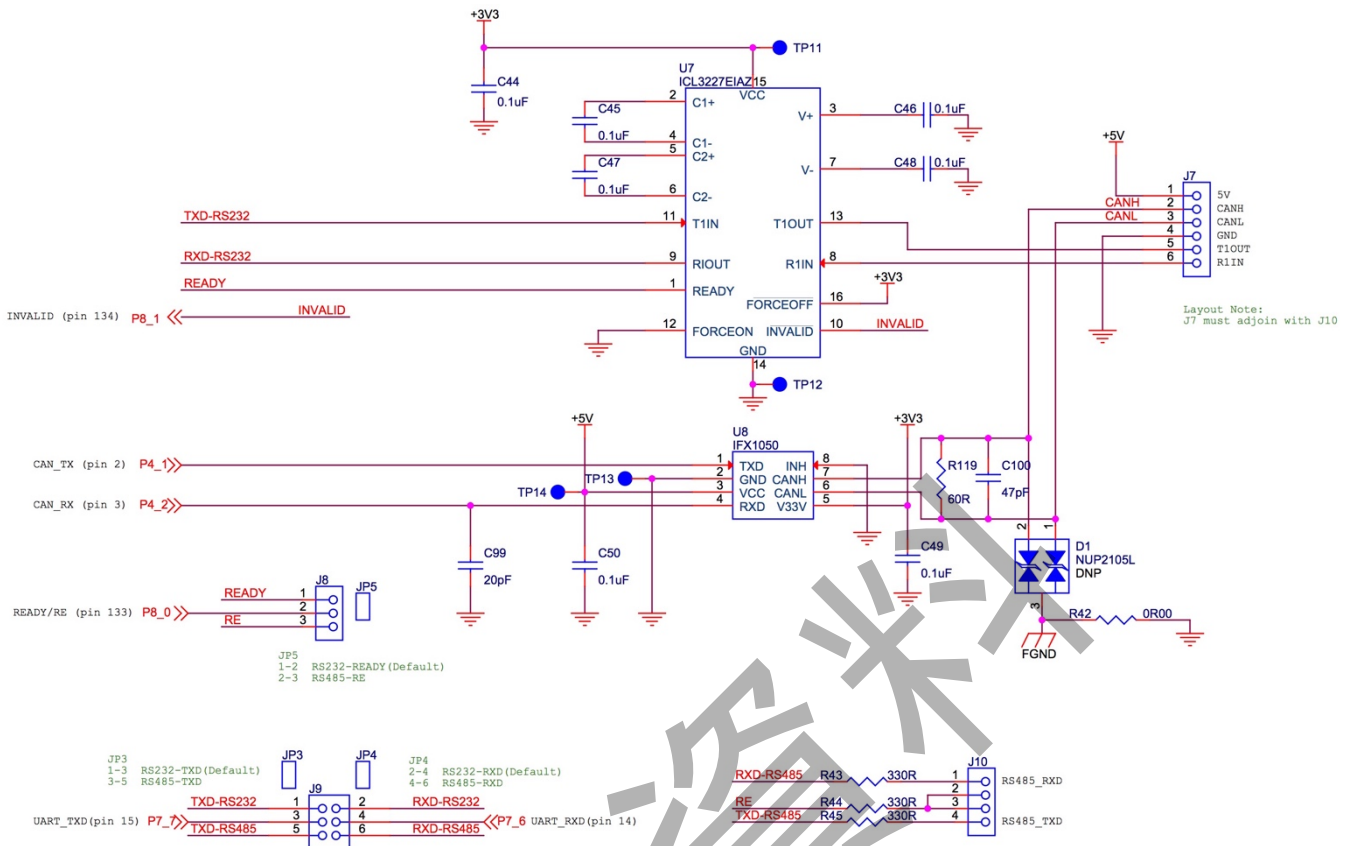 +3V3
TP11
C44
0.1uF
U7
ICL3227EIAZ
15
VCC
C45
0.1uF
2
C1+
4
C1-
C47
0.1uF
5
C2+
6
C2-
V+
3
C46
0.1uF
V-
7
C48
0.1uF
TXD-RS232
11
T1IN
T1OUT
13
RXD-RS232
9
RIOUT
R1IN
8
READY
1
READY
FORCEOFF
16
+3V3
INVALID (pin 134)
P8_1
INVALID
12
FORCEON
INVALID
10
INVALID
GND
14
TP12
+5V
J7
1
5V
CANH
2
CANH
CANL
3
CANL
4
GND
5
T1OUT
6
R1IN
Layout Note:
J7 must adjoin with J10
+5V
U8
IFX1050
+3V3
CAN_TX (pin 2)
P4_1
1
TXD
INH
8
TP13
2
GND
CANH
7
TP14
3
VCC
CANL
6
CAN_RX (pin 3)
P4_2
4
RXD
V33V
5
R119
60R
C100
47pF
C99
20pF
C50
0.1uF
C49
0.1uF
2
1
D1
NUP2105L
DNP
3
R42
0R00
FGND
J8
JP5
READY
1
READY/RE (pin 133)
P8_0
2
RE
3
JP5
1-2 RS232-READY(Default)
2-3 RS485-RE
JP3
1-3 RS232-TXD(Default)
3-5 RS485-TXD
JP3
JP4
JP4
2-4 RS232-RXD(Default)
4-6 RS485-RXD
J9
TXD-RS232
1
2
RXD-RS232
UART_TXD(pin 15)
P7_7
3
4
P7_6
UART_RXD(pin 14)
TXD-RS485
5
6
RXD-RS485
J10
RXD-RS485
R43
330R
1
RS485_RXD
2
RE
R44
330R
3
TXD-RS485
R45
330R
4
RS485_TXD
料